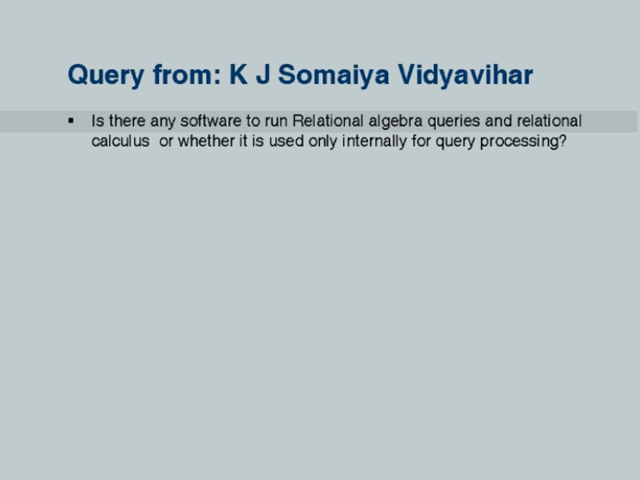 Query from: K J Somaiya Vidyavihar
▪ Is there any software to run Relational algebra queries and relational
calculus  or whether it is used only internally for query processing?